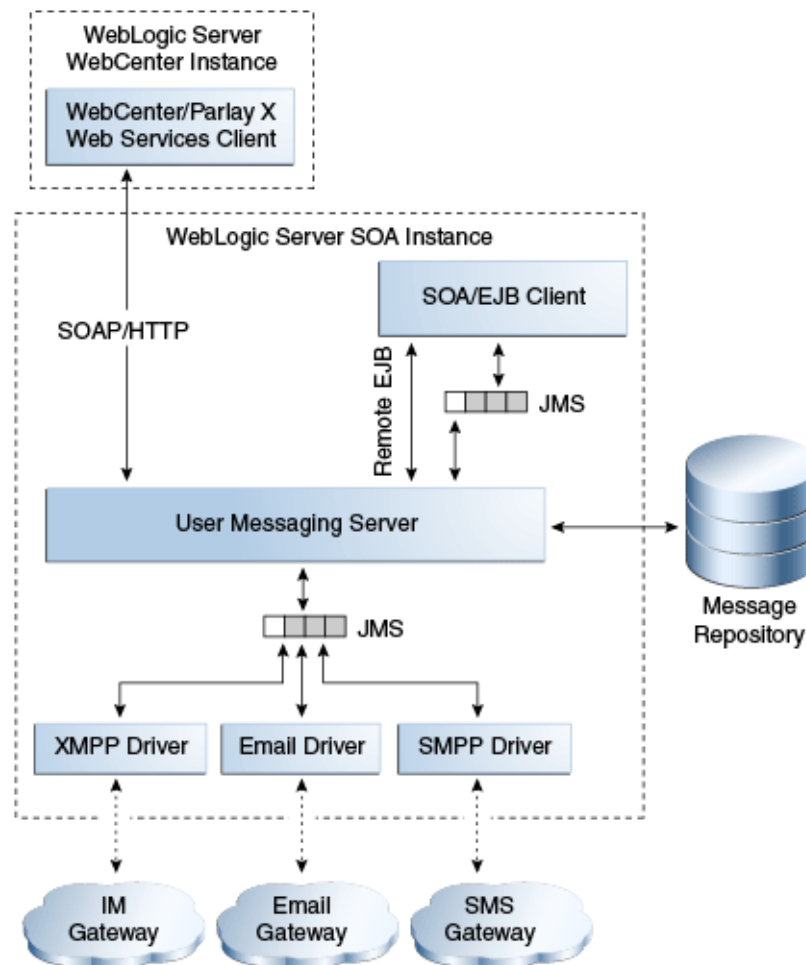 WebLogic Server
WebCenter Instance
WebCenter/Parlay X
Web Services Client
WebLogic Server SOA Instance
SOA/EJB Client
SOAP/HTTP
Remote EJB
JMS
User Messaging Server
Message
Repository
JMS
XMPP Driver
Email Driver
SMPP Driver
IM
Gateway
Email
Gateway
SMS
Gateway